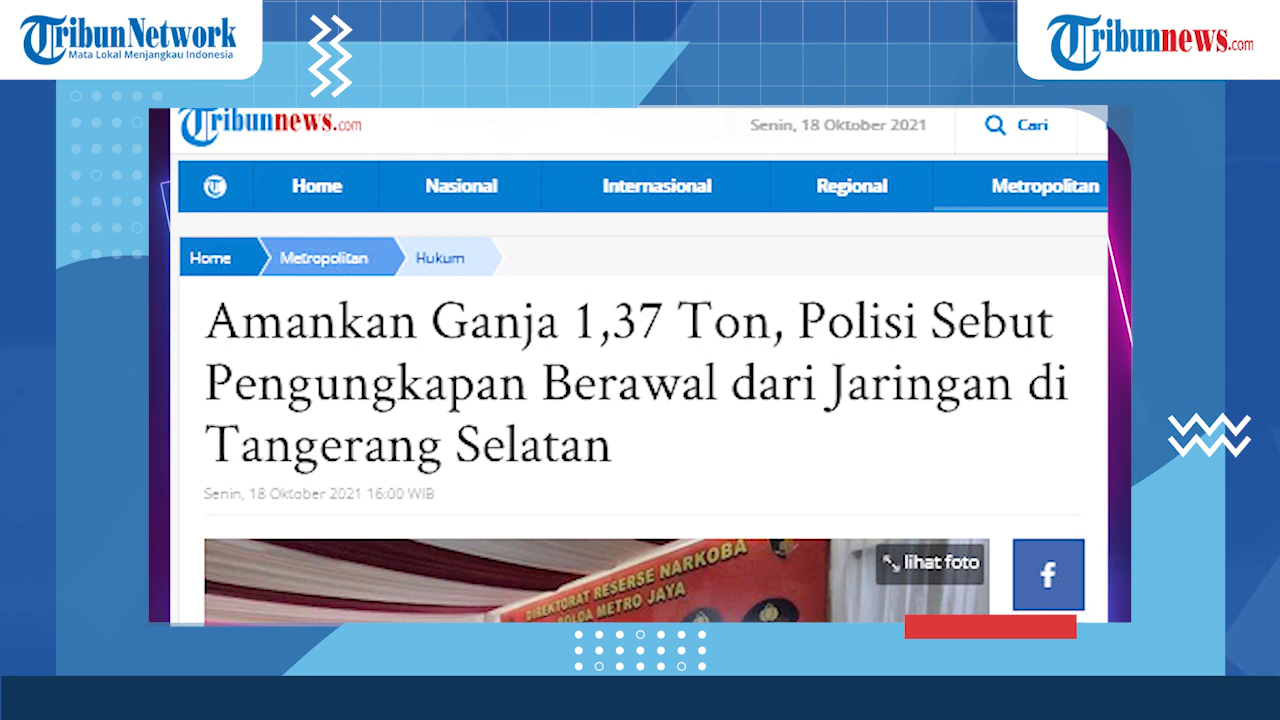 TribunNetwork
Mata Lokal Menjangkau Indonesia
Tribunnews.com
Tribunnews.com
Senin, 18 Oktober 2021
Cari
Home
Nasional
Internasional
Regional
Metropolitan
Home
Metropolitan
Hukum
Amankan Ganja 1,37 Ton, Polisi Sebut
Pengungkapan Berawal dari Jaringan di
Tangerang Selatan
Senin, 18 Oktober 2021 16:00 WIB
lihat foto
f
DIREKTORAT RESERSE NARKOBA
POLDA METRO JAYA